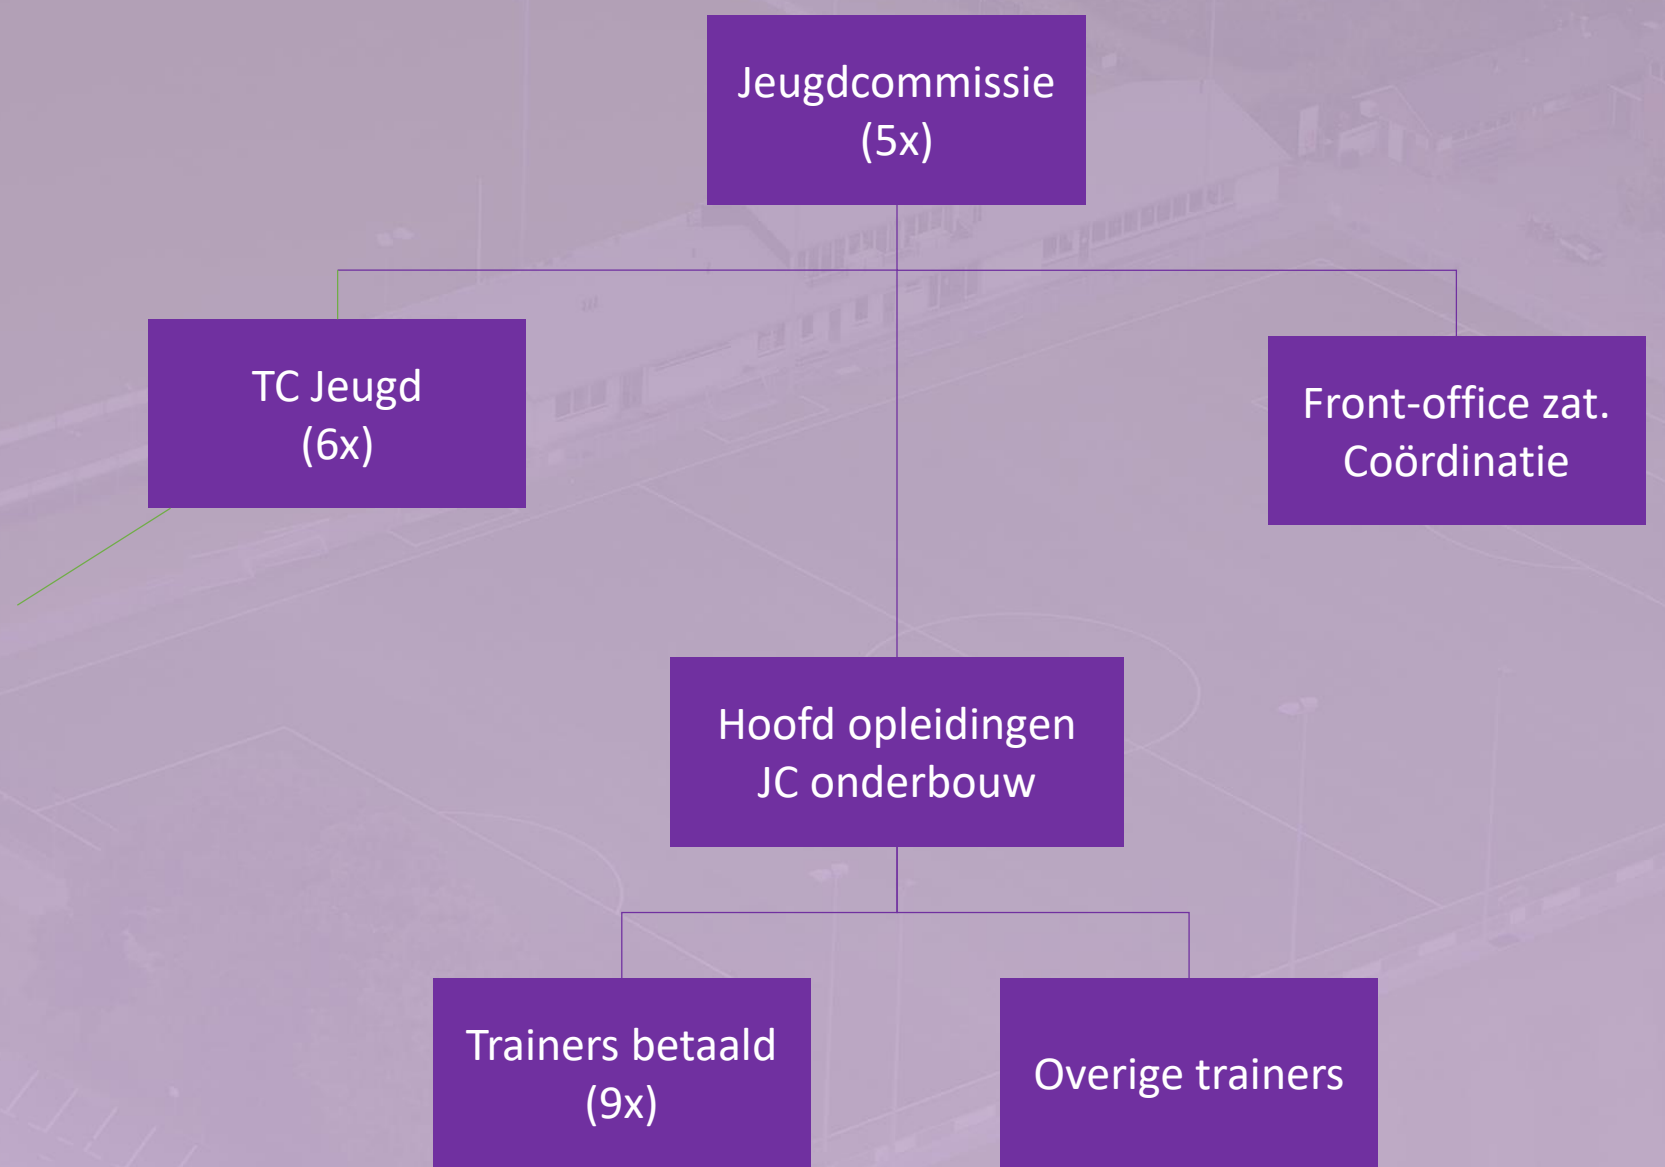 Jeugdcommissie
(5x)
TC Jeugd
(6x)
Front-office zat.
Coördinatie
Hoofd opleidingen
JC onderbouw
Trainers betaald
(9x)
Overige trainers